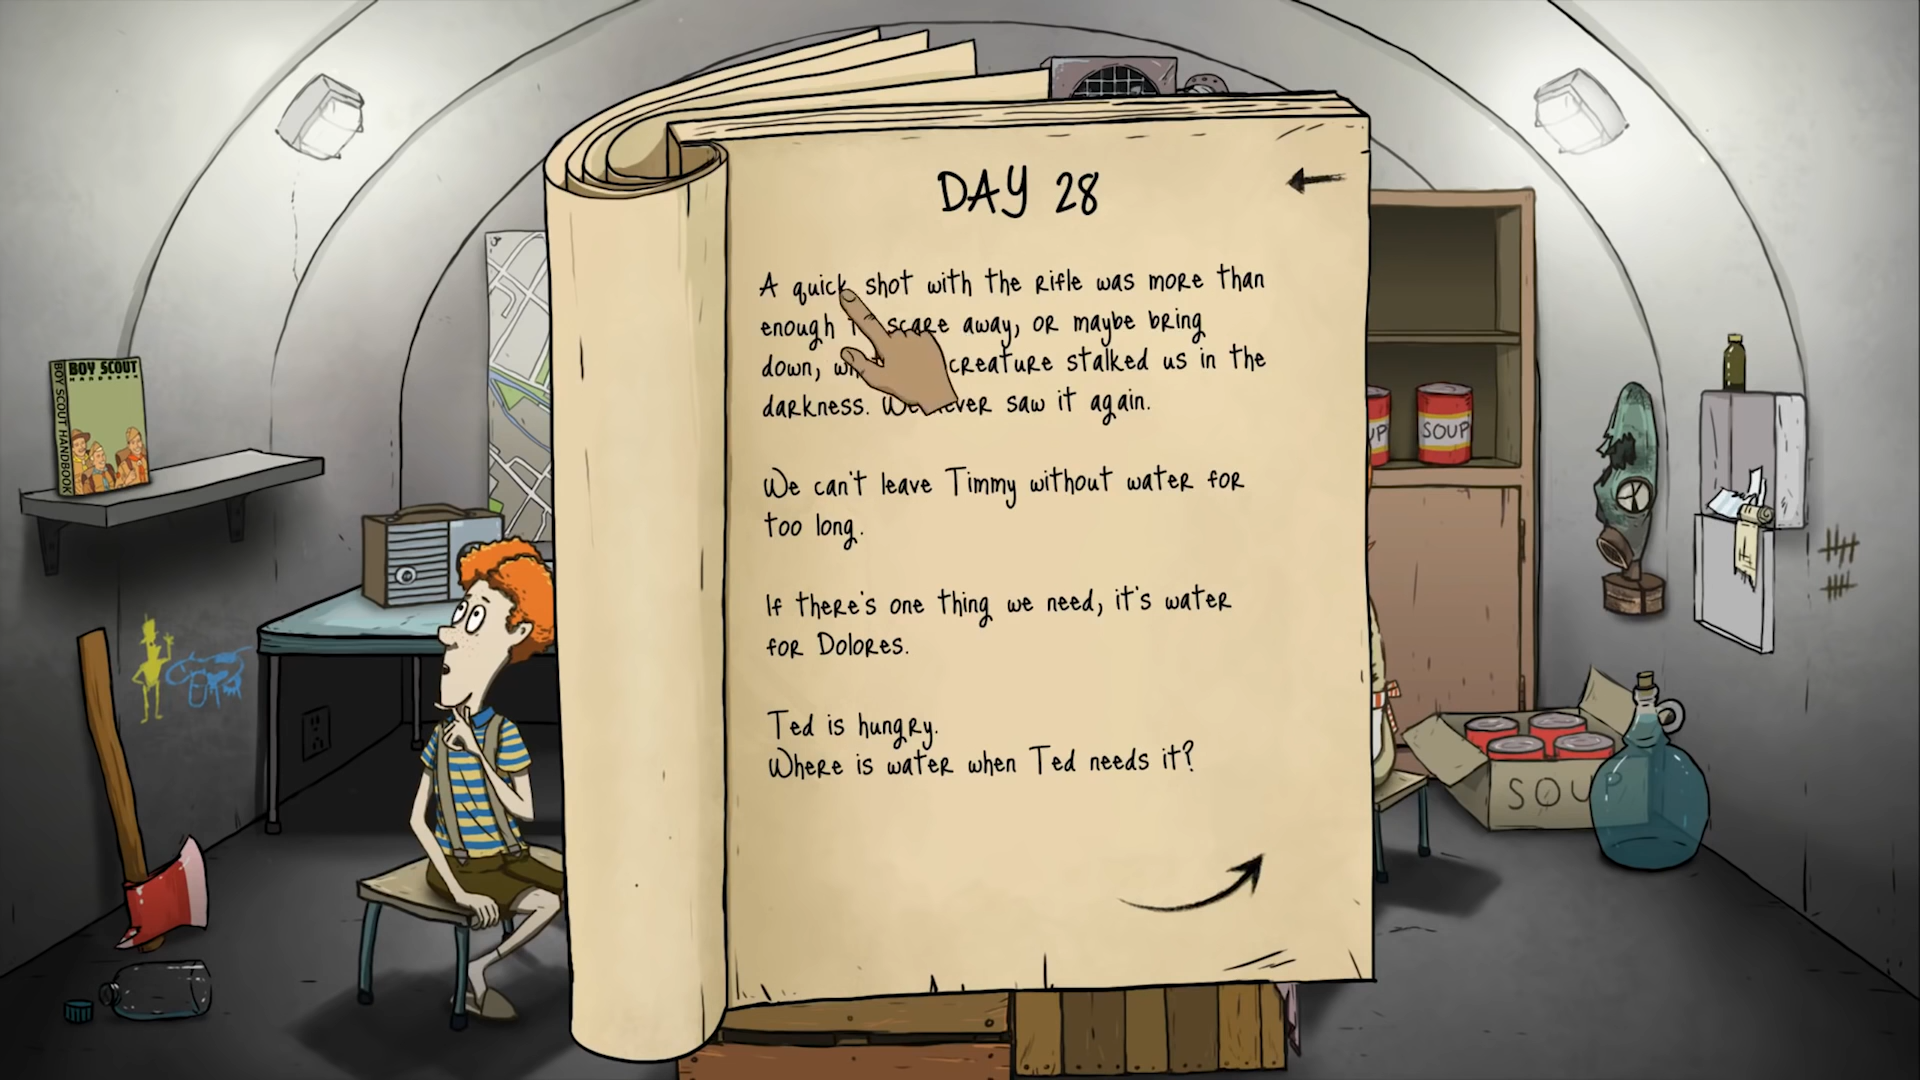 DAY 28
A quick shot with the rifle was more than
enough scare away, or maybe bring
down, creature stalked us in the
darkness. saw it again.
We can't leave Timmy without water for
too long.
If there's one thing we need, it's water
for Dolores.
Ted is hungry.
Where is water when Ted needs it?
BOY SCOUT
HANDBOOK
BOY SCOUT HANDBOOK
UP
SOUP
SOU